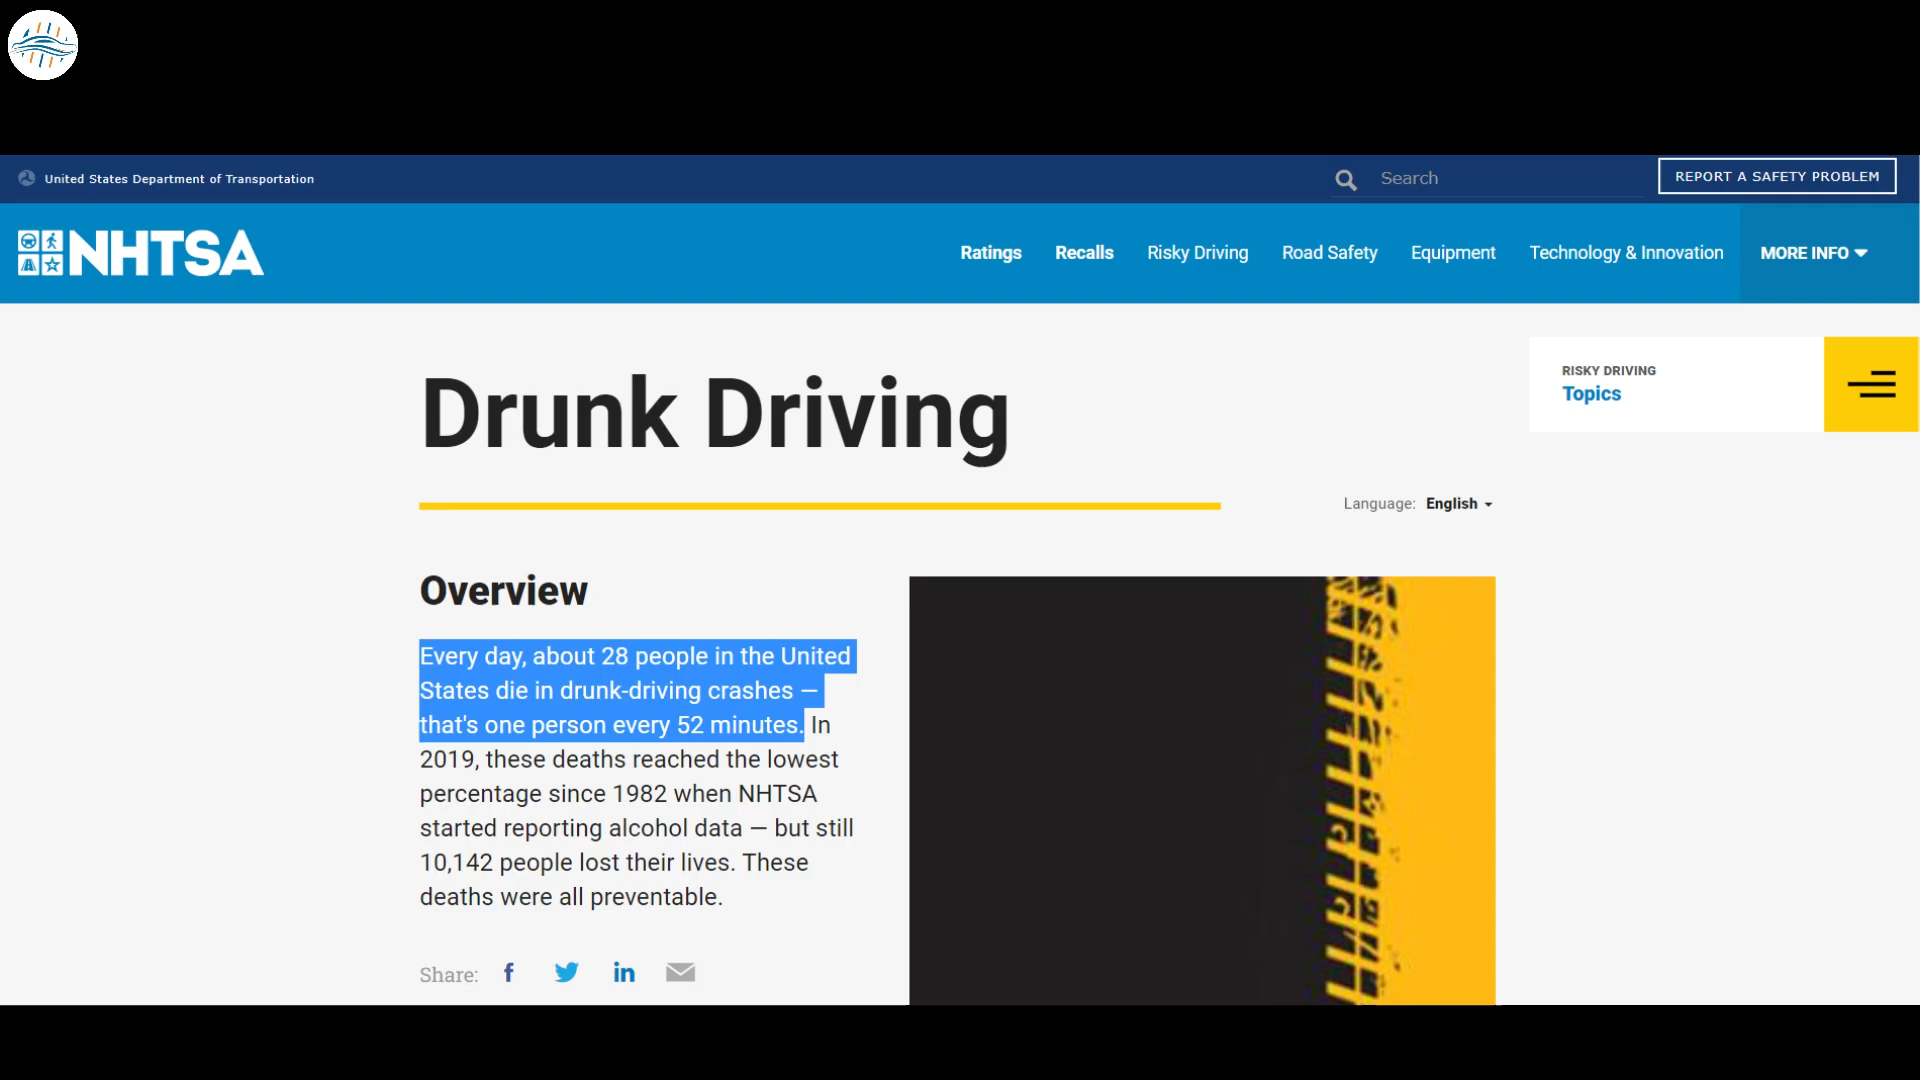 United States Department of Transportation
Search
REPORT A SAFETY PROBLEM
NHTSA
Ratings
Recalls
Risky Driving
Road Safety
Equipment
Technology & Innovation
MORE INFO
RISKY DRIVING
Topics
Drunk Driving
Language: English
Overview
Every day, about 28 people in the United
States die in drunk-driving crashes —
that's one person every 52 minutes. In
2019, these deaths reached the lowest
percentage since 1982 when NHTSA
started reporting alcohol data — but still
10,142 people lost their lives. These
deaths were all preventable.
Share: